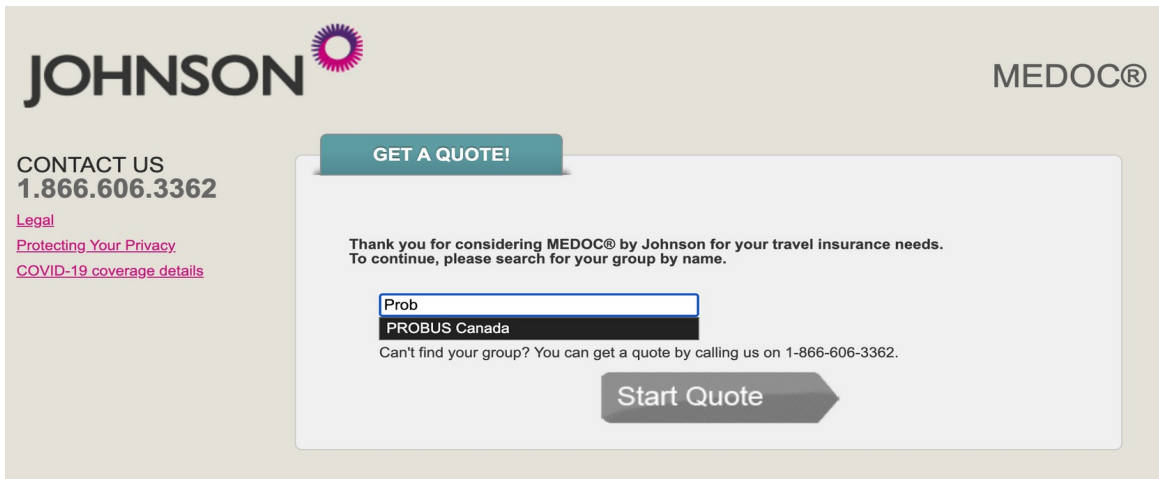 JOHNSON
MEDOC®
CONTACT US
1.866.606.3362
Legal
Protecting Your Privacy
COVID-19 coverage details
GET A QUOTE!
Thank you for considering MEDOC® by Johnson for your travel insurance needs.
To continue, please search for your group by name.
Prob
PROBUS Canada
Can't find your group? You can get a quote by calling us on 1-866-606-3362.
Start Quote